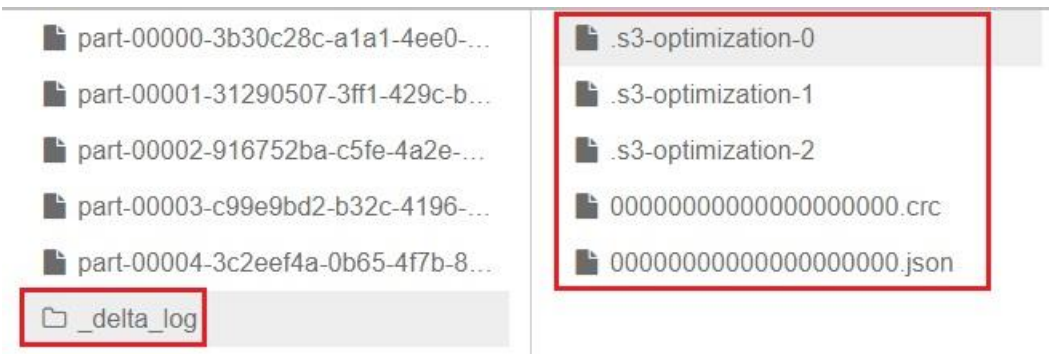 part-00000-3b30c28c-a1a1-4ee0-...
part-00001-31290507-3ff1-429c-b...
part-00002-916752ba-c5fe-4a2e-...
part-00003-c99e9bd2-b32c-4196-...
part-00004-3c2eef4a-0b65-4f7b-8...
_delta_log
.s3-optimization-0
.s3-optimization-1
.s3-optimization-2
00000000000000000000.crc
00000000000000000000.json